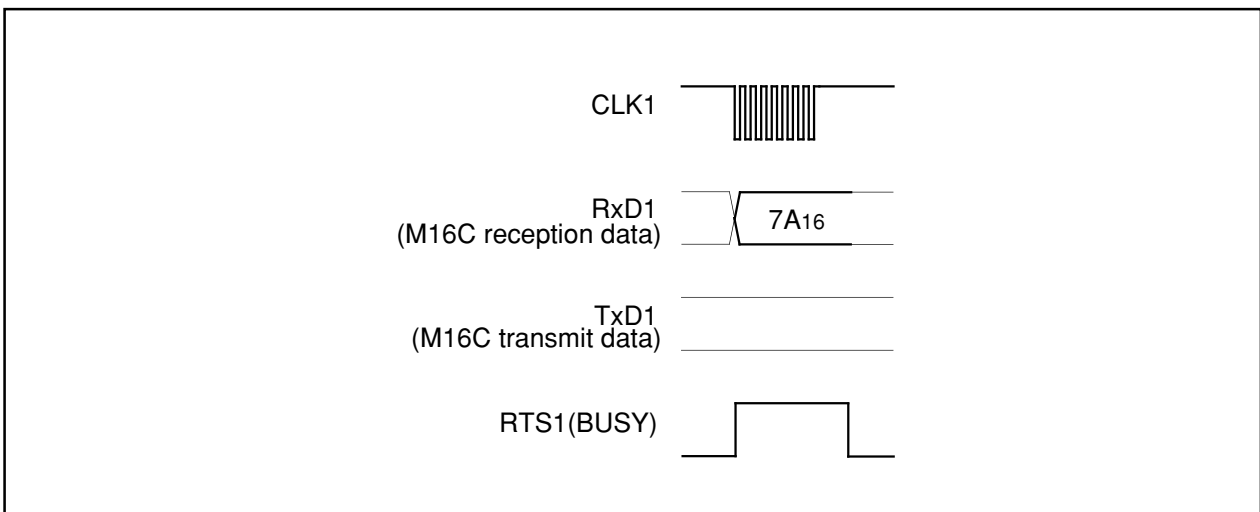 CLK1
RxD1
(M16C reception data)
7A16
TxD1
(M16C transmit data)
RTS1(BUSY)